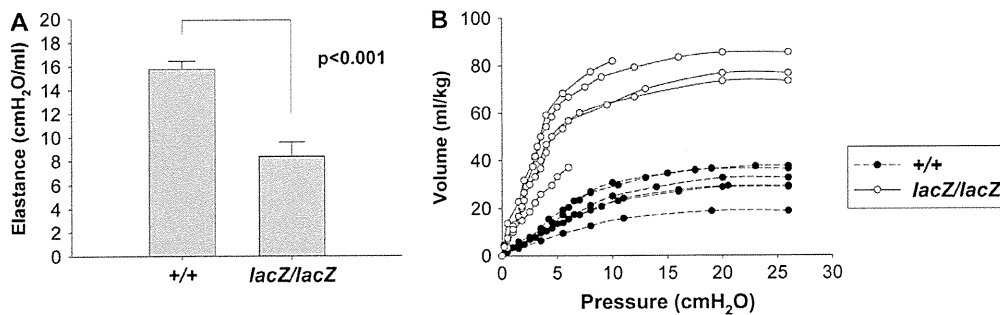 A
Elastance (cmH2O/ml)
20
18
16
14
12
10
8
6
4
2
0
p<0.001
+/+
lacZ/lacZ
B
Volume (ml/kg)
100
80
60
40
20
0
0 5 10 15 20 25 30
Pressure (cmH2O)
+/+
lacZ/lacZ